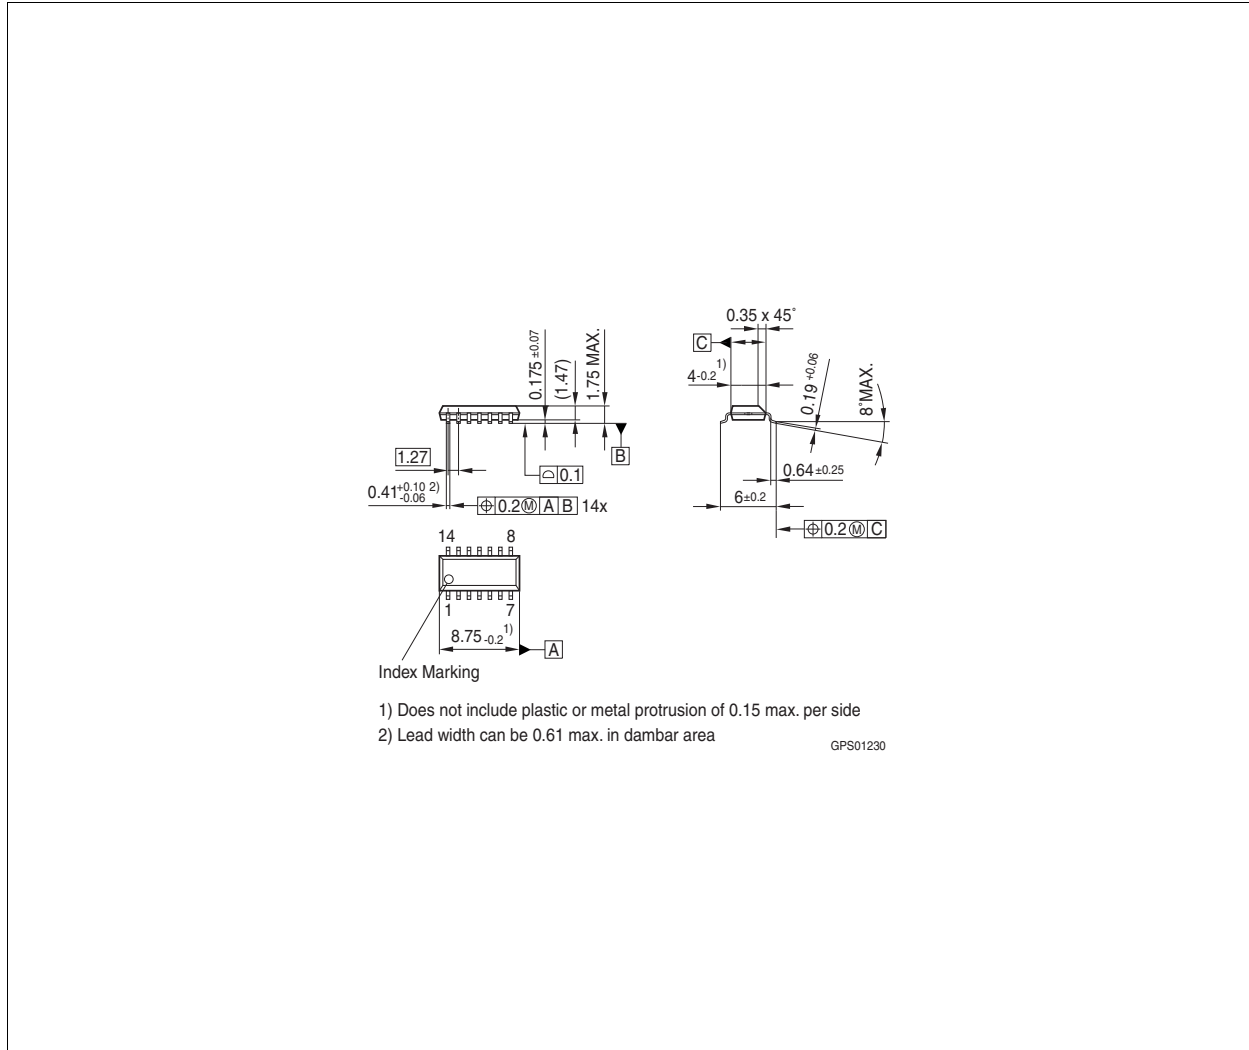 0.35 x 45°
C
4 -0.2 1)
0.19 +0.06
8° MAX.
0.175 ±0.07
(1.47)
1.75 MAX.
B
1.27
⌓ 0.1
0.64 ±0.25
0.41 +0.10 -0.06 2)
6 ±0.2
⌖ 0.2 Ⓜ A B 14x
⌖ 0.2 Ⓜ C
14 8
1 7
8.75 -0.2 1)
A
Index Marking
1) Does not include plastic or metal protrusion of 0.15 max. per side
2) Lead width can be 0.61 max. in dambar area
GPS01230